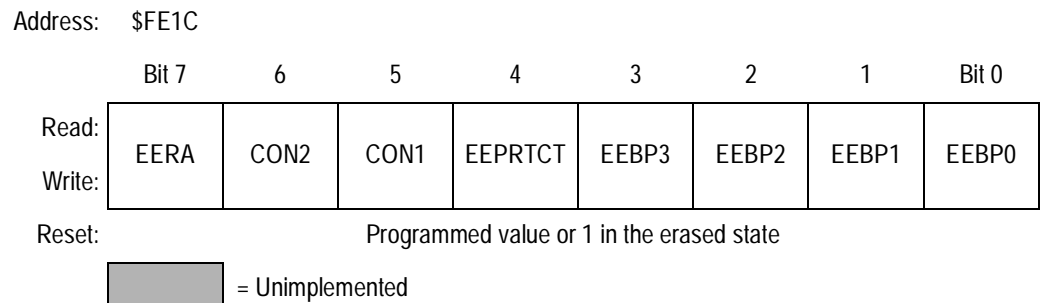 Address: $FE1C
Bit 7 6 5 4 3 2 1 Bit 0
Read:
EERA CON2 CON1 EEPRTCT EEBP3 EEBP2 EEBP1 EEBP0
Write:
Reset: Programmed value or 1 in the erased state
= Unimplemented